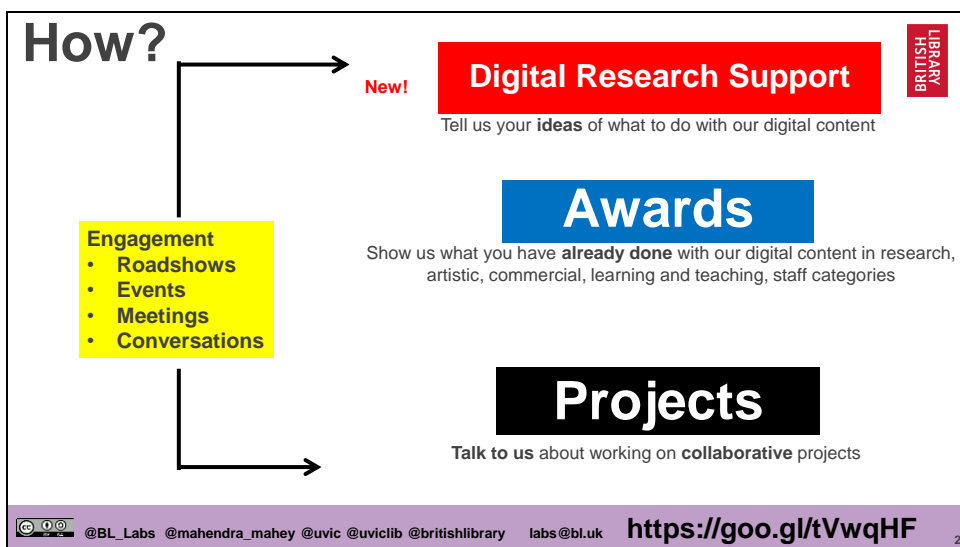 How?
LIBRARY
BRITISH
New!
Digital Research Support
Tell us your ideas of what to do with our digital content
Awards
Show us what you have already done with our digital content in research,
artistic, commercial, learning and teaching, staff categories
Engagement
• Roadshows
• Events
• Meetings
• Conversations
Projects
Talk to us about working on collaborative projects
@BL_Labs @mahendra_mahey @uvic @uviclib @britishlibrary labs@bl.uk https://goo.gl/tVwqHF